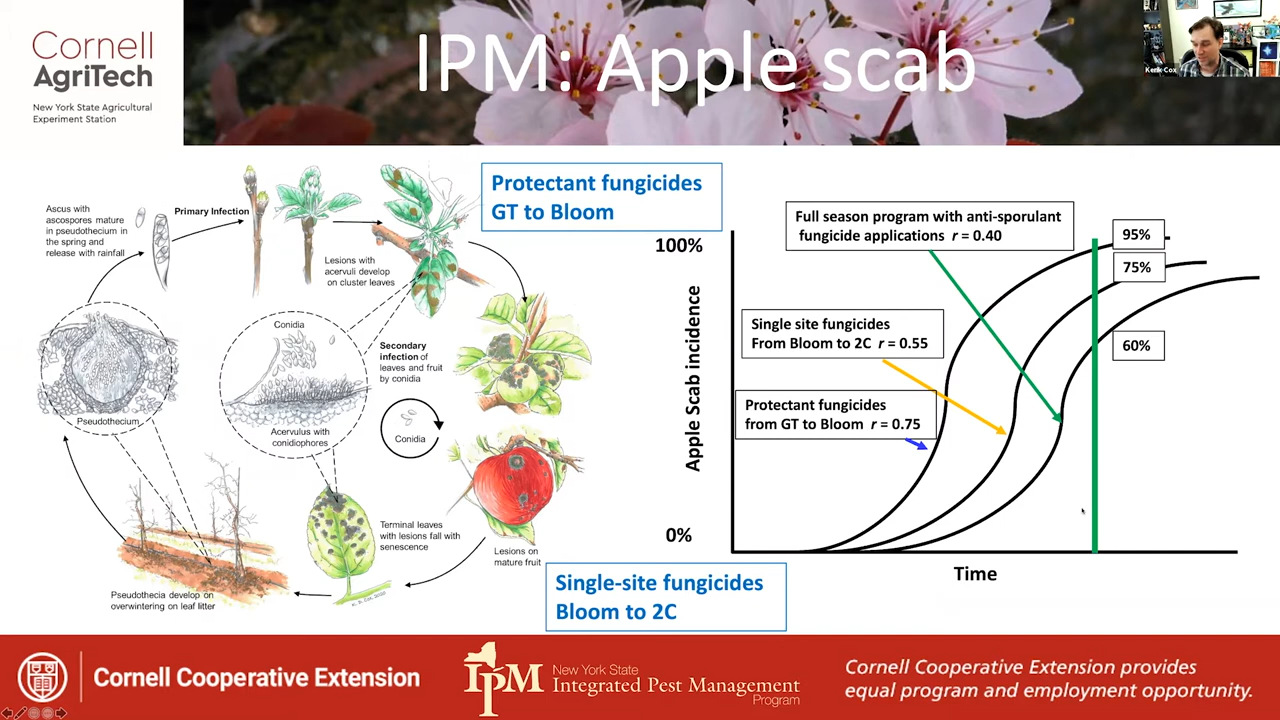 Cornell
AgriTech
New York State Agricultural
Experiment Station
IPM: Apple scab
Kerik Cox
Protectant fungicides
GT to Bloom
Ascus with
ascospores mature
in pseudothecium in
the spring and
release with rainfall
Primary Infection
Lesions with
acervuli develop
on cluster leaves
Conidia
Secondary
infection of
leaves and fruit
by conidia
Pseudothecium
Acervulus with
conidiophores
Conidia
Terminal leaves
with lesions fall with
senescence
Lesions on
mature fruit
Pseudothecia develop on
overwintering on leaf litter
Single-site fungicides
Bloom to 2C
Full season program with anti-sporulant
fungicide applications r = 0.40
95%
100%
75%
Single site fungicides
From Bloom to 2C r = 0.55
60%
Protectant fungicides
from GT to Bloom r = 0.75
Apple Scab incidence
0%
Time
Cornell Cooperative Extension
IPM
New York State
Integrated Pest Management
Program
Cornell Cooperative Extension provides
equal program and employment opportunity.